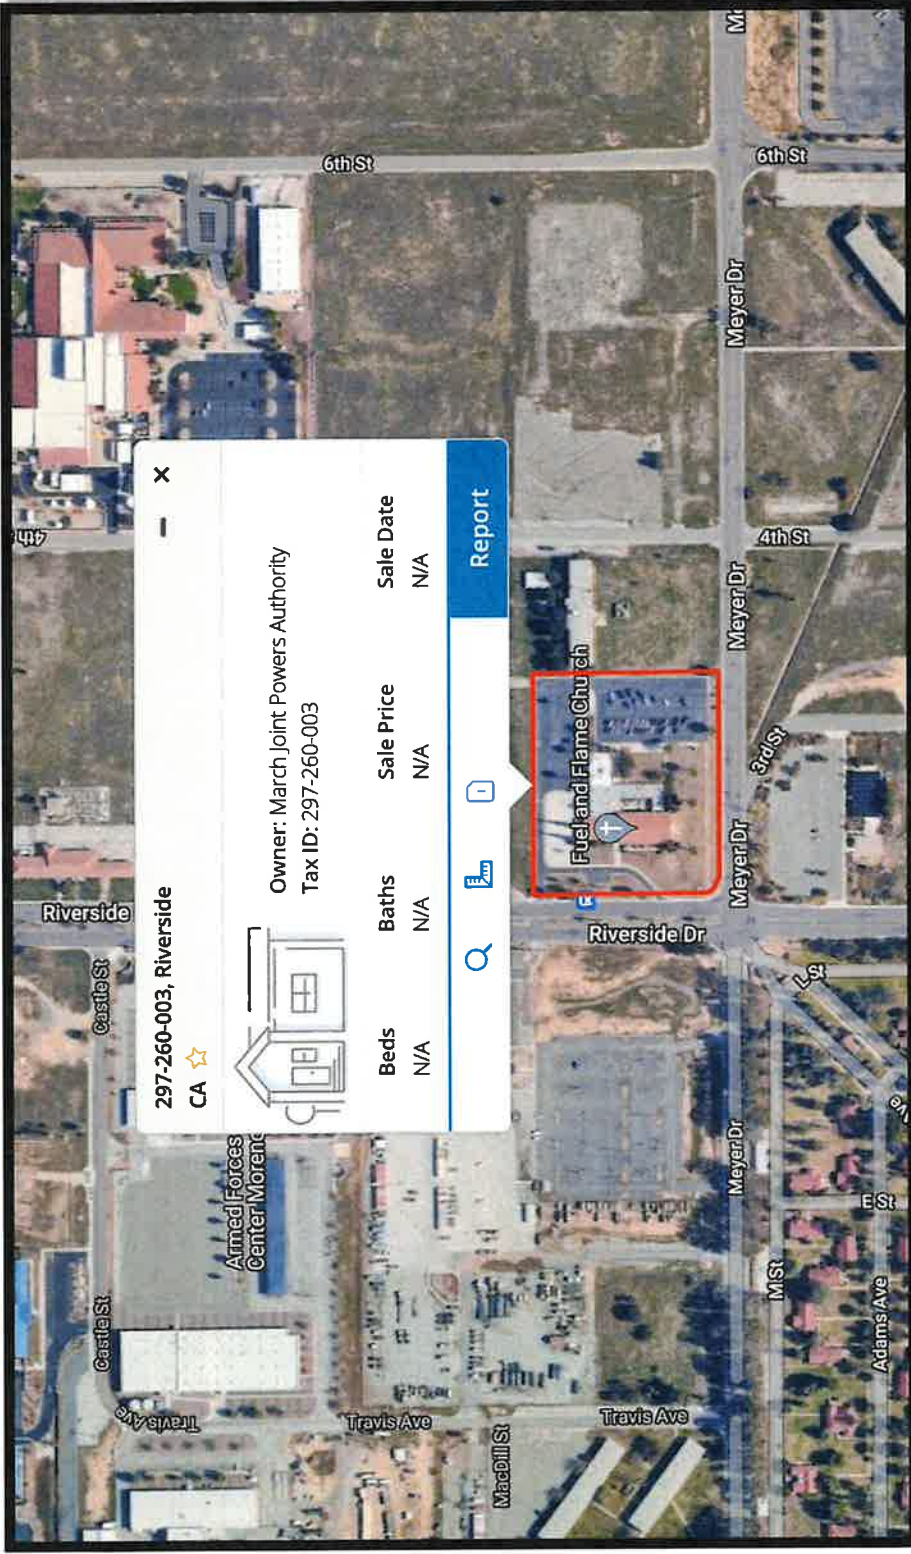 297-260-003, Riverside
CA
Owner: March Joint Powers Authority
Tax ID: 297-260-003
Beds Baths Sale Price Sale Date
N/A N/A N/A N/A
Report
Castle St
Castle St
Travis Ave
Armed Forces
Center Moreno
Riverside
4th
6th St
Travis Ave
MacDill St
Travis Ave
Riverside Dr
Fuel and Flame Church
Meyer Dr
Meyer Dr
Meyer Dr
Meyer Dr
M St
L St
3rd St
4th St
6th St
E St
Adams Ave